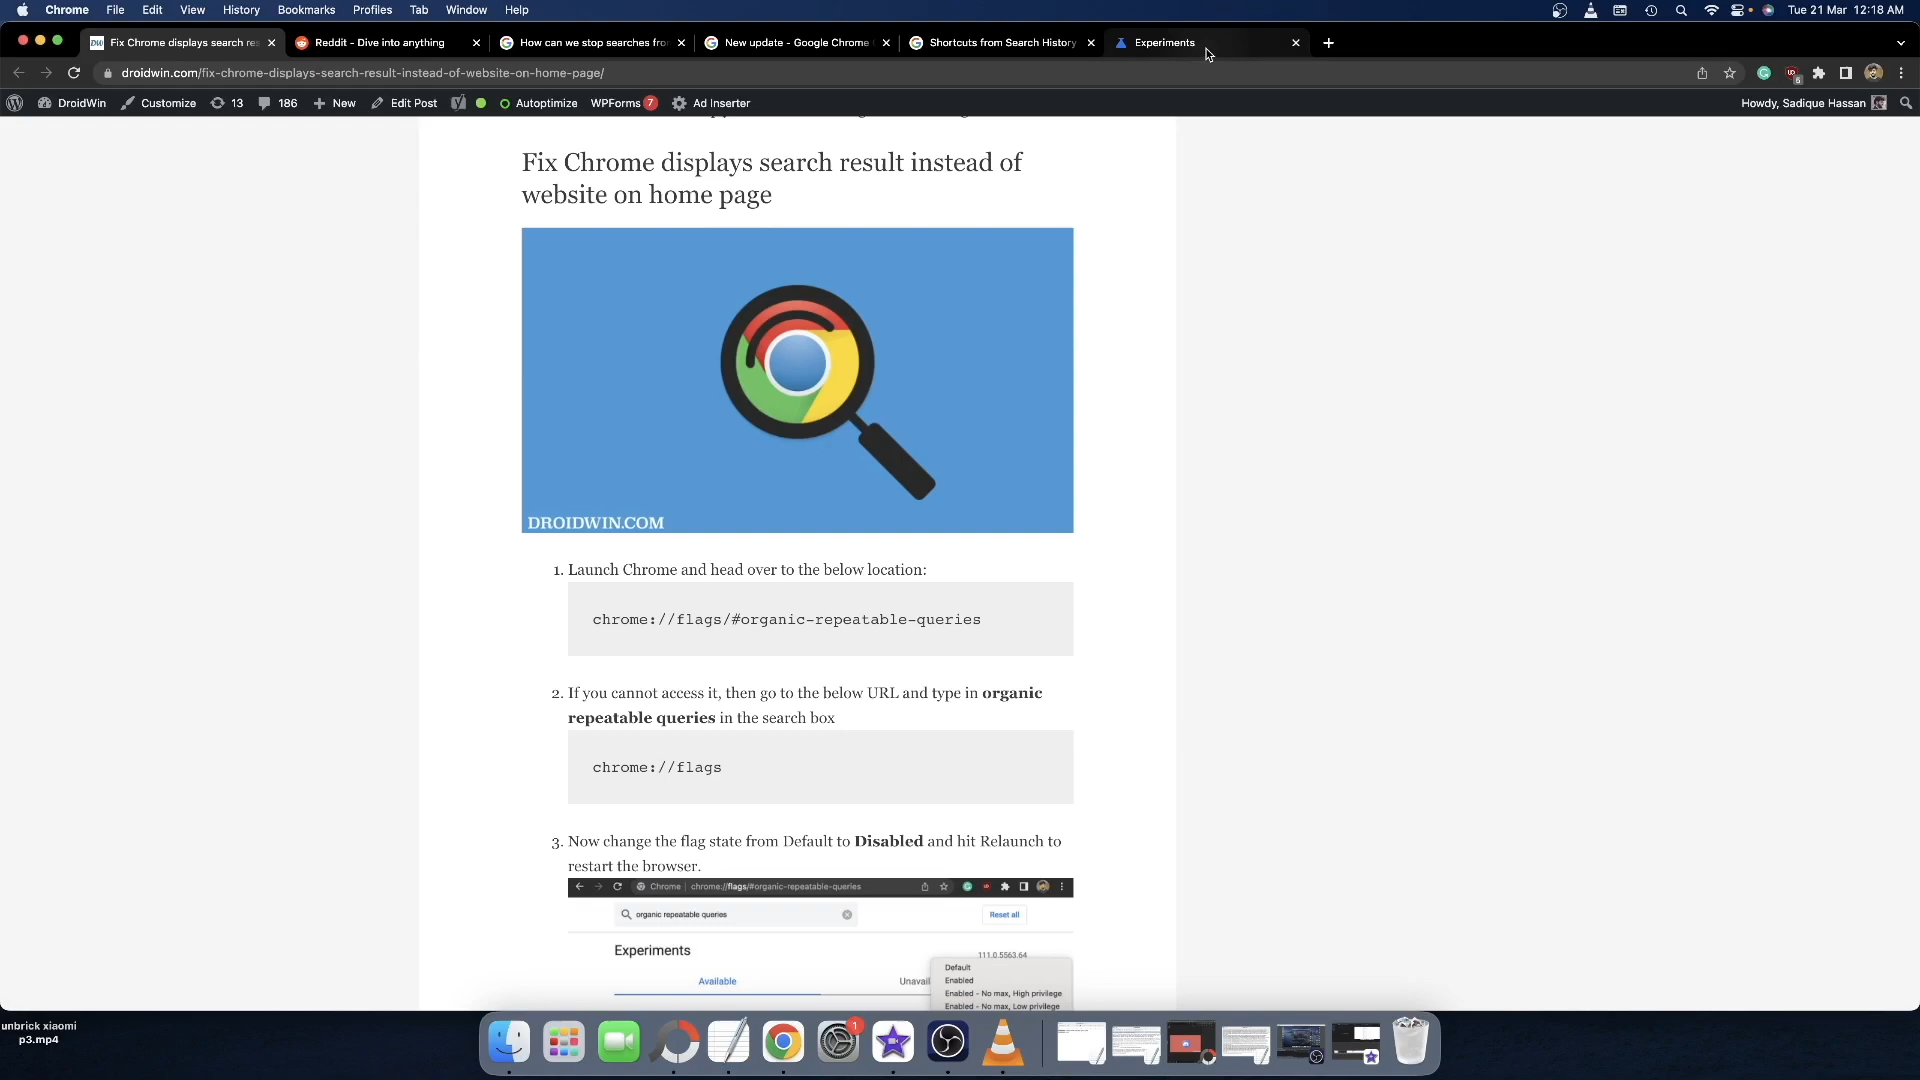 Chrome File Edit View History Bookmarks Profiles Tab Window Help Tue 21 Mar 12:18 AM
Fix Chrome displays search res Reddit - Dive into anything How can we stop searches fro New update - Google Chrome Shortcuts from Search History Experiments
droidwin.com/fix-chrome-displays-search-result-instead-of-website-on-home-page/
DroidWin Customize 13 186 New Edit Post Autoptimize WPForms 7 Ad Inserter Howdy, Sadique Hassan
Fix Chrome displays search result instead of
website on home page
DROIDWIN.COM
1. Launch Chrome and head over to the below location:
chrome://flags/#organic-repeatable-queries
2. If you cannot access it, then go to the below URL and type in organic
repeatable queries in the search box
chrome://flags
3. Now change the flag state from Default to Disabled and hit Relaunch to
restart the browser.
Chrome | chrome://flags/#organic-repeatable-queries
organic repeatable queries Reset all
Experiments 111.0.5563.64
Default
Available Unavail Enabled
Enabled - No max, High privilege
Enabled - No max, Low privilege
unbrick xiaomi
p3.mp4
1